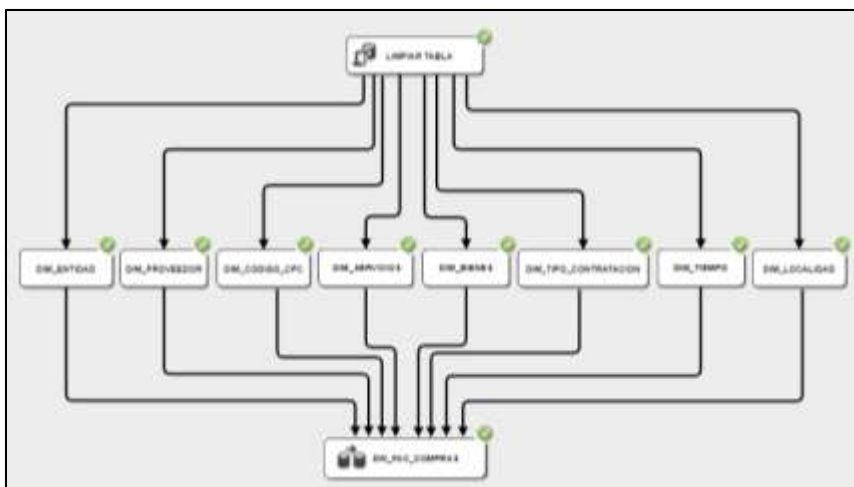 LIMPIAR TABLA
DIM_ENTIDAD
DIM_PROVEEDOR
DIM_CODIGO_CPC
DIM_SERVICIOS
DIM_BIENES
DIM_TIPO_CONTRATACION
DIM_TIEMPO
DIM_LOCALIDAD